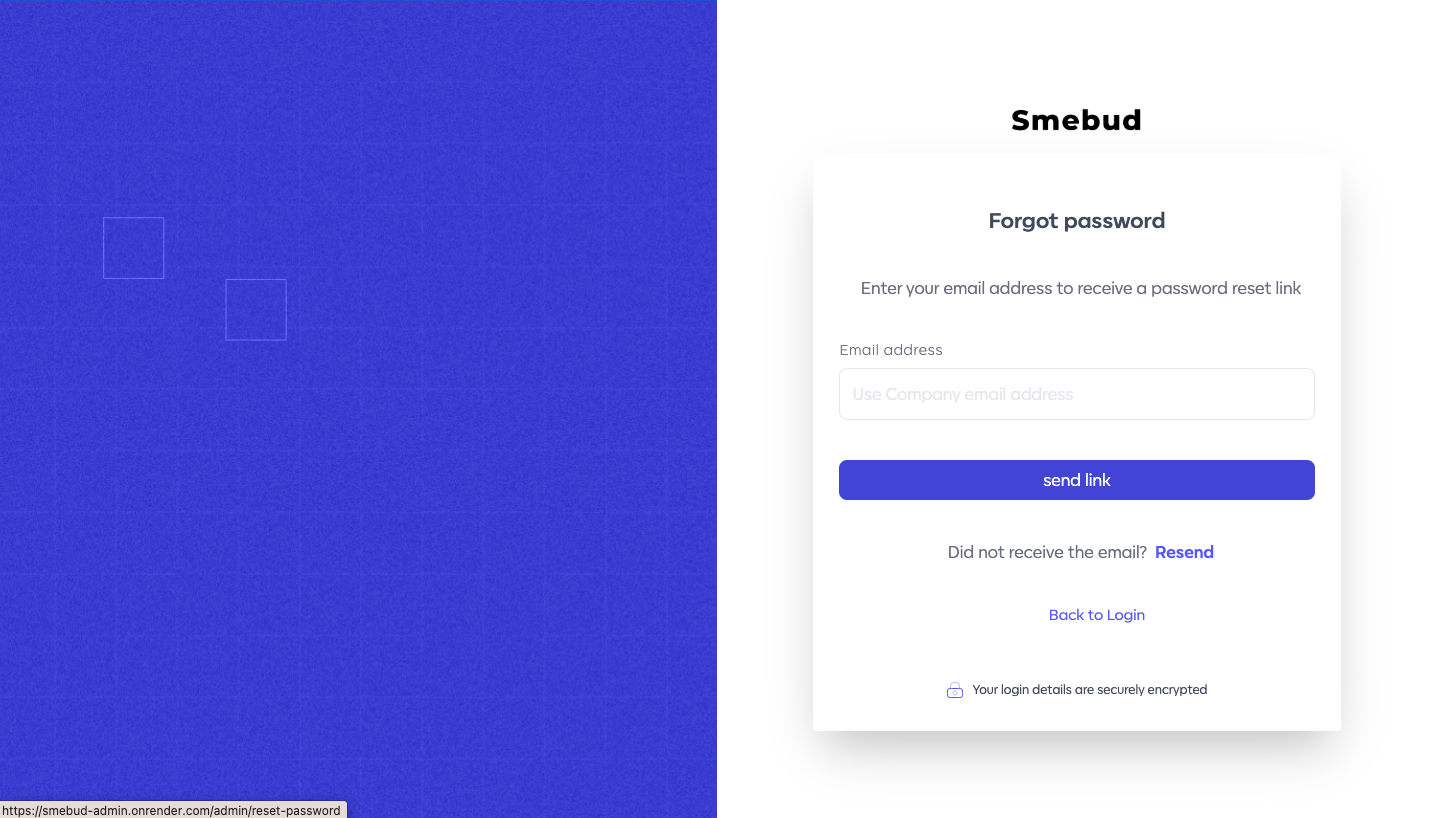 Smebud
Forgot password
Enter your email address to receive a password reset link
Email address
Use Company email address
send link
Did not receive the email? Resend
Back to Login
Your login details are securely encrypted
https://smebud-admin.onrender.com/admin/reset-password